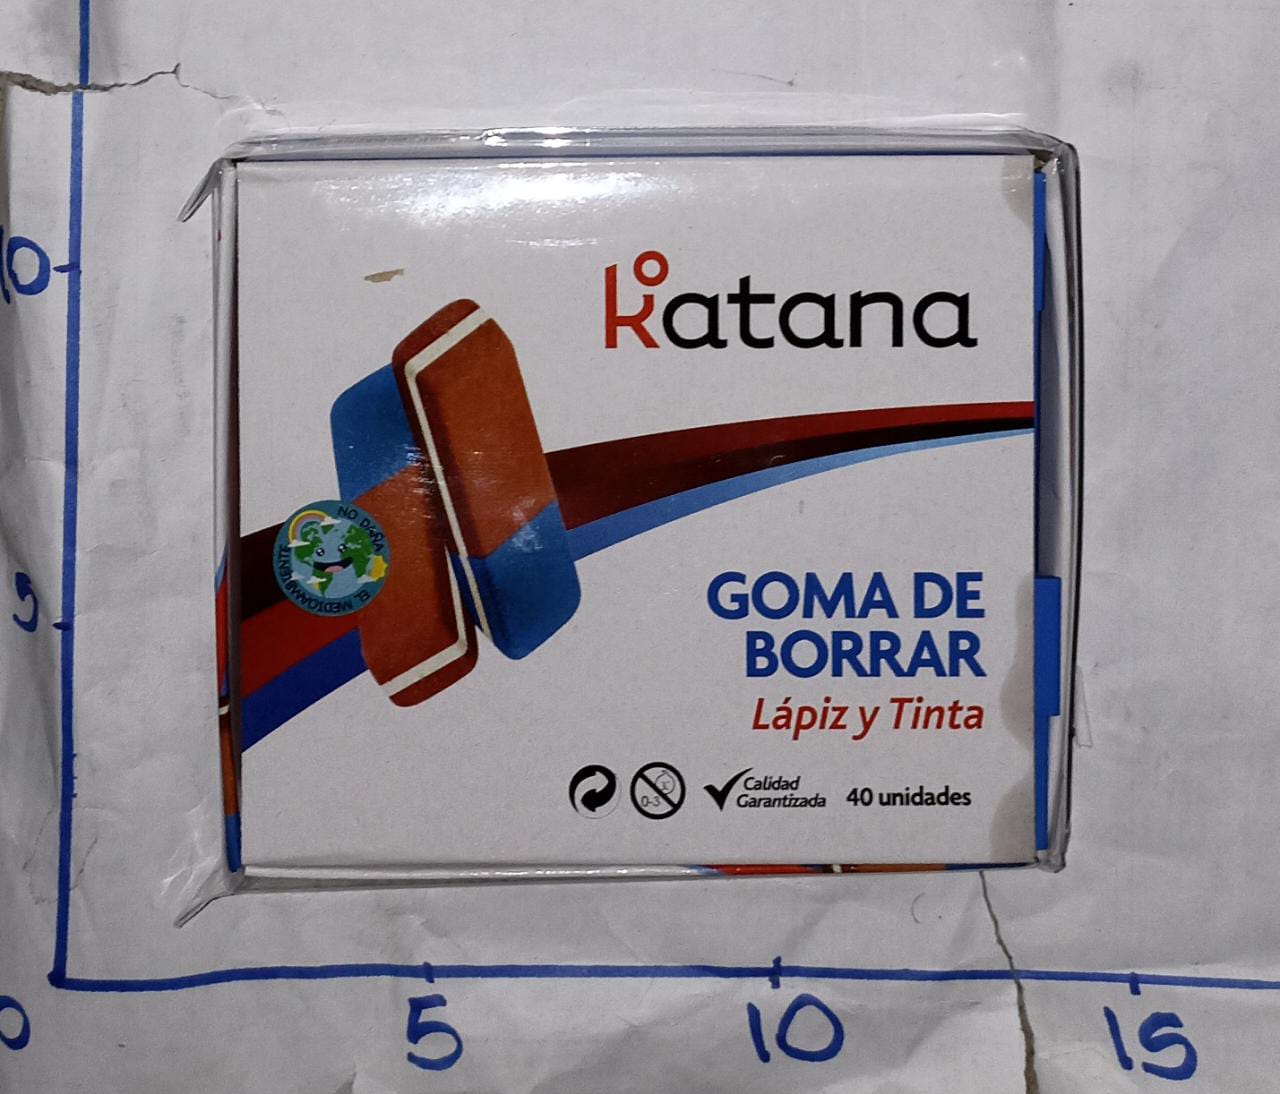 katana
10
NO DAÑA
EL MEDIOAMBIENTE
5
GOMA DE
BORRAR
Lápiz y Tinta
0-3
Calidad
Garantizada
40 unidades
0
5
10
15